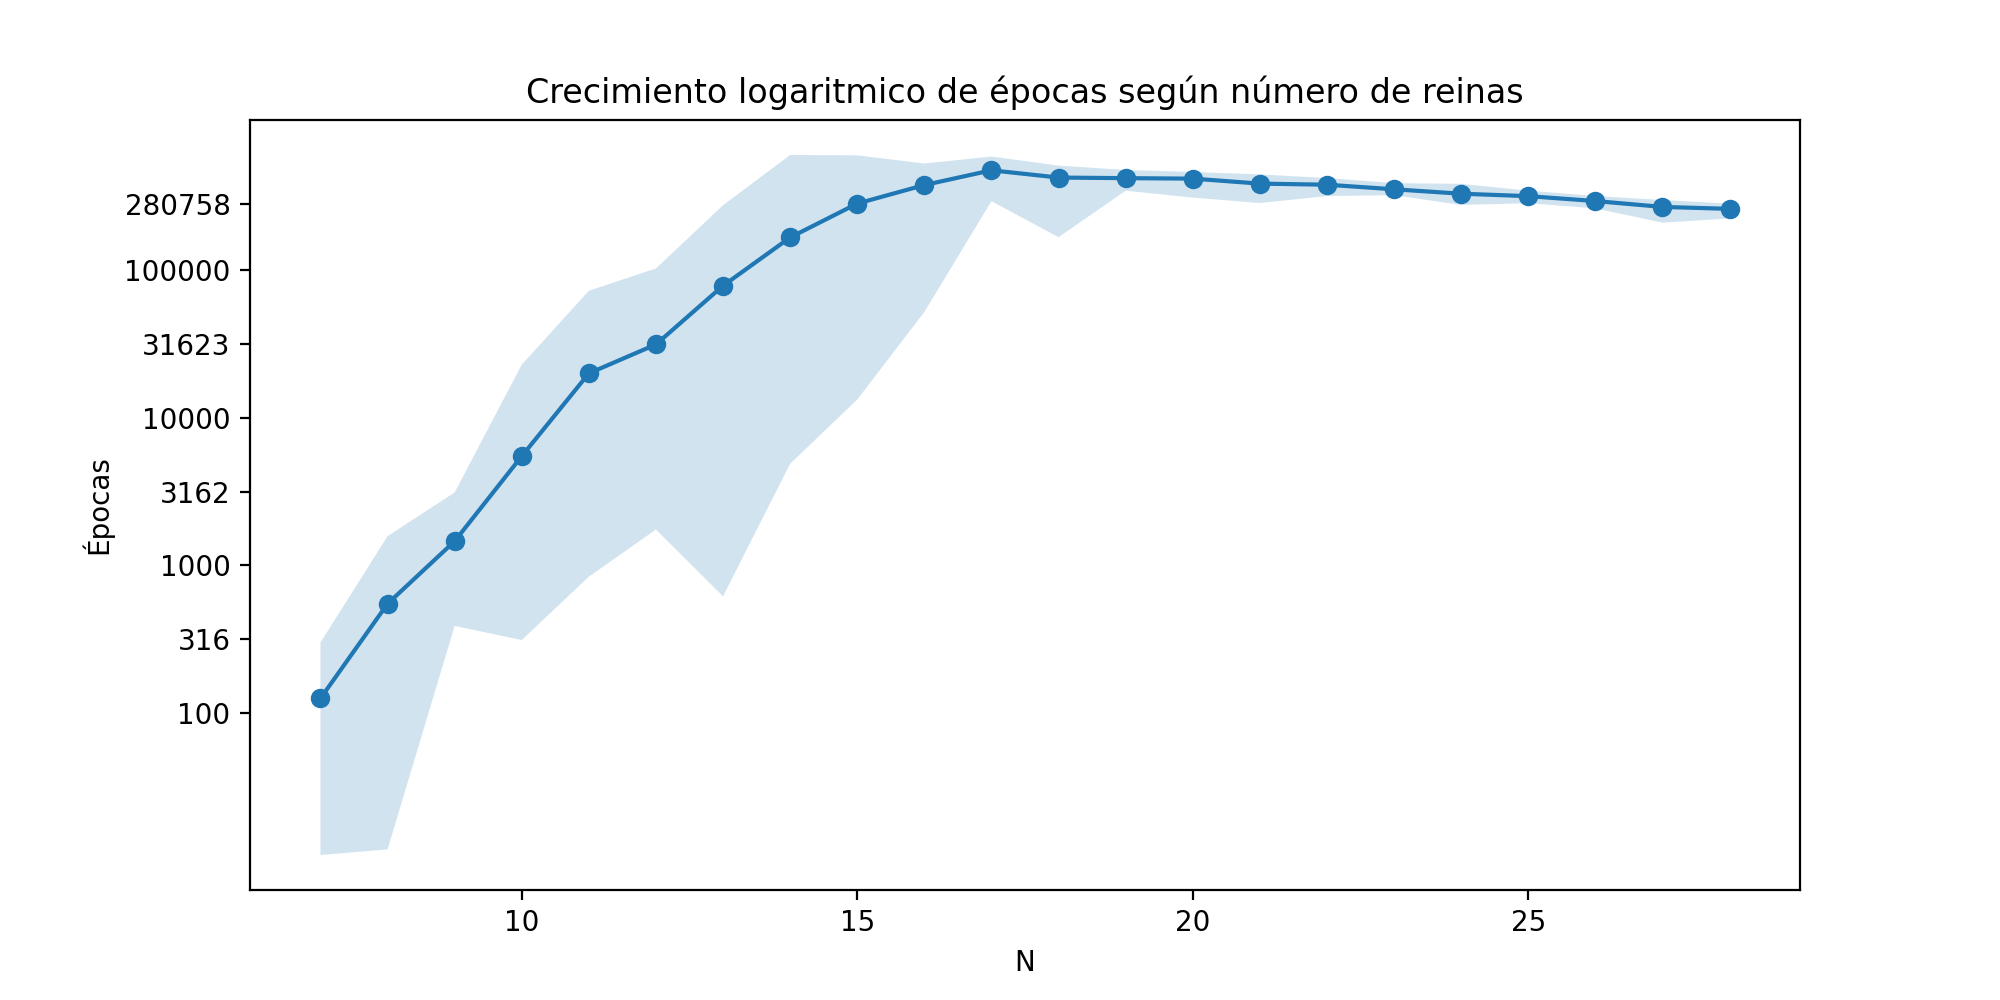 Crecimiento logaritmico de épocas según número de reinas
Épocas
280758
100000
31623
10000
3162
1000
316
100
10 15 20 25
N